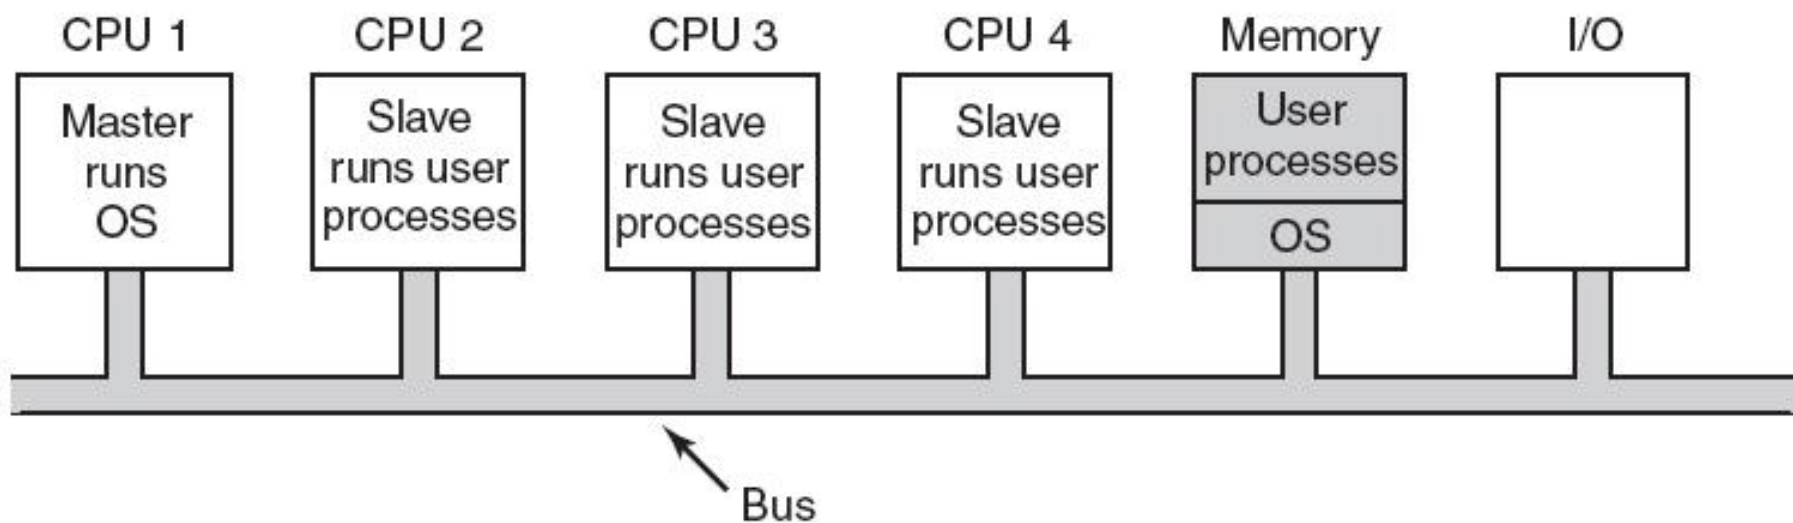 CPU 1
CPU 2
CPU 3
CPU 4
Memory
I/O
Master
runs
OS
Slave
runs user
processes
Slave
runs user
processes
Slave
runs user
processes
User
processes
OS
Bus